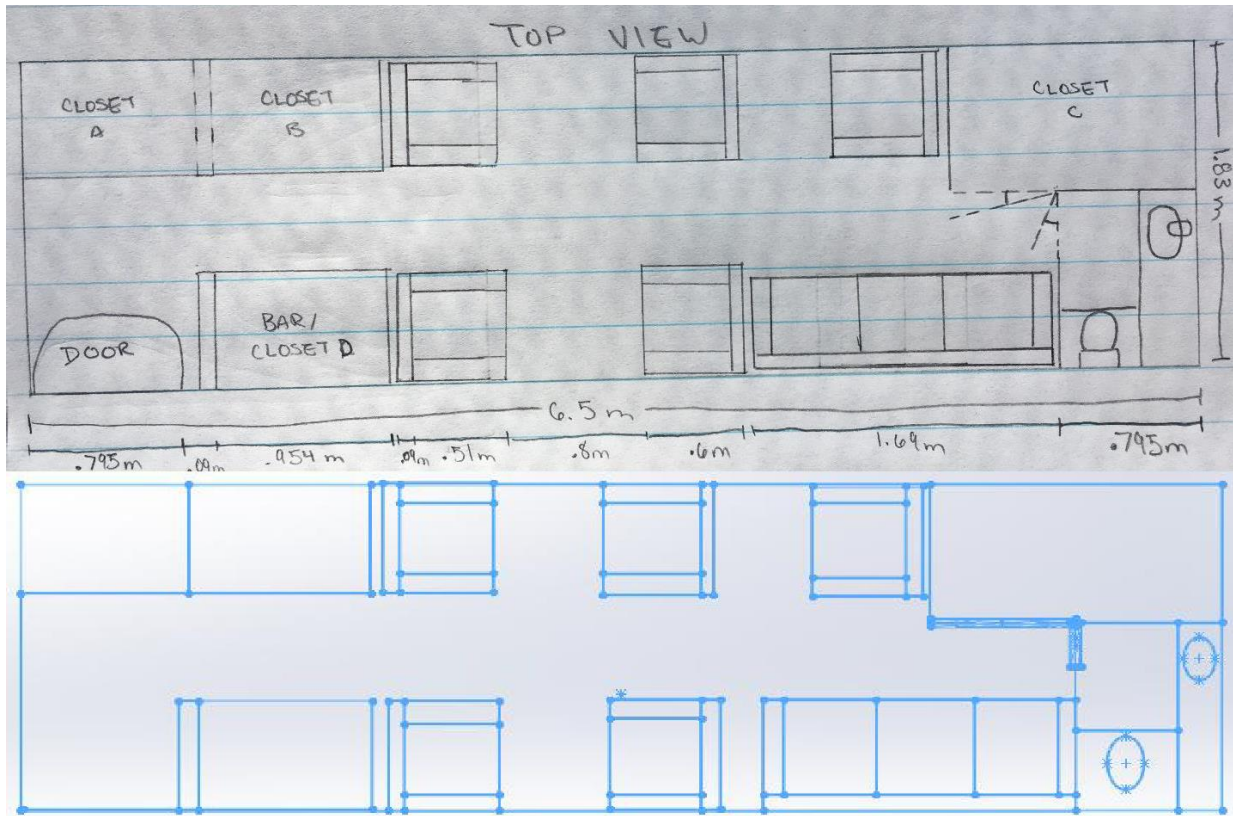 TOP VIEW
CLOSET
A
CLOSET
B
CLOSET
C
1.83 m
DOOR
BAR/
CLOSET D
6.5 m
.795m
.09m
.954 m
.09m
.51m
.8m
.6m
1.69m
.795m